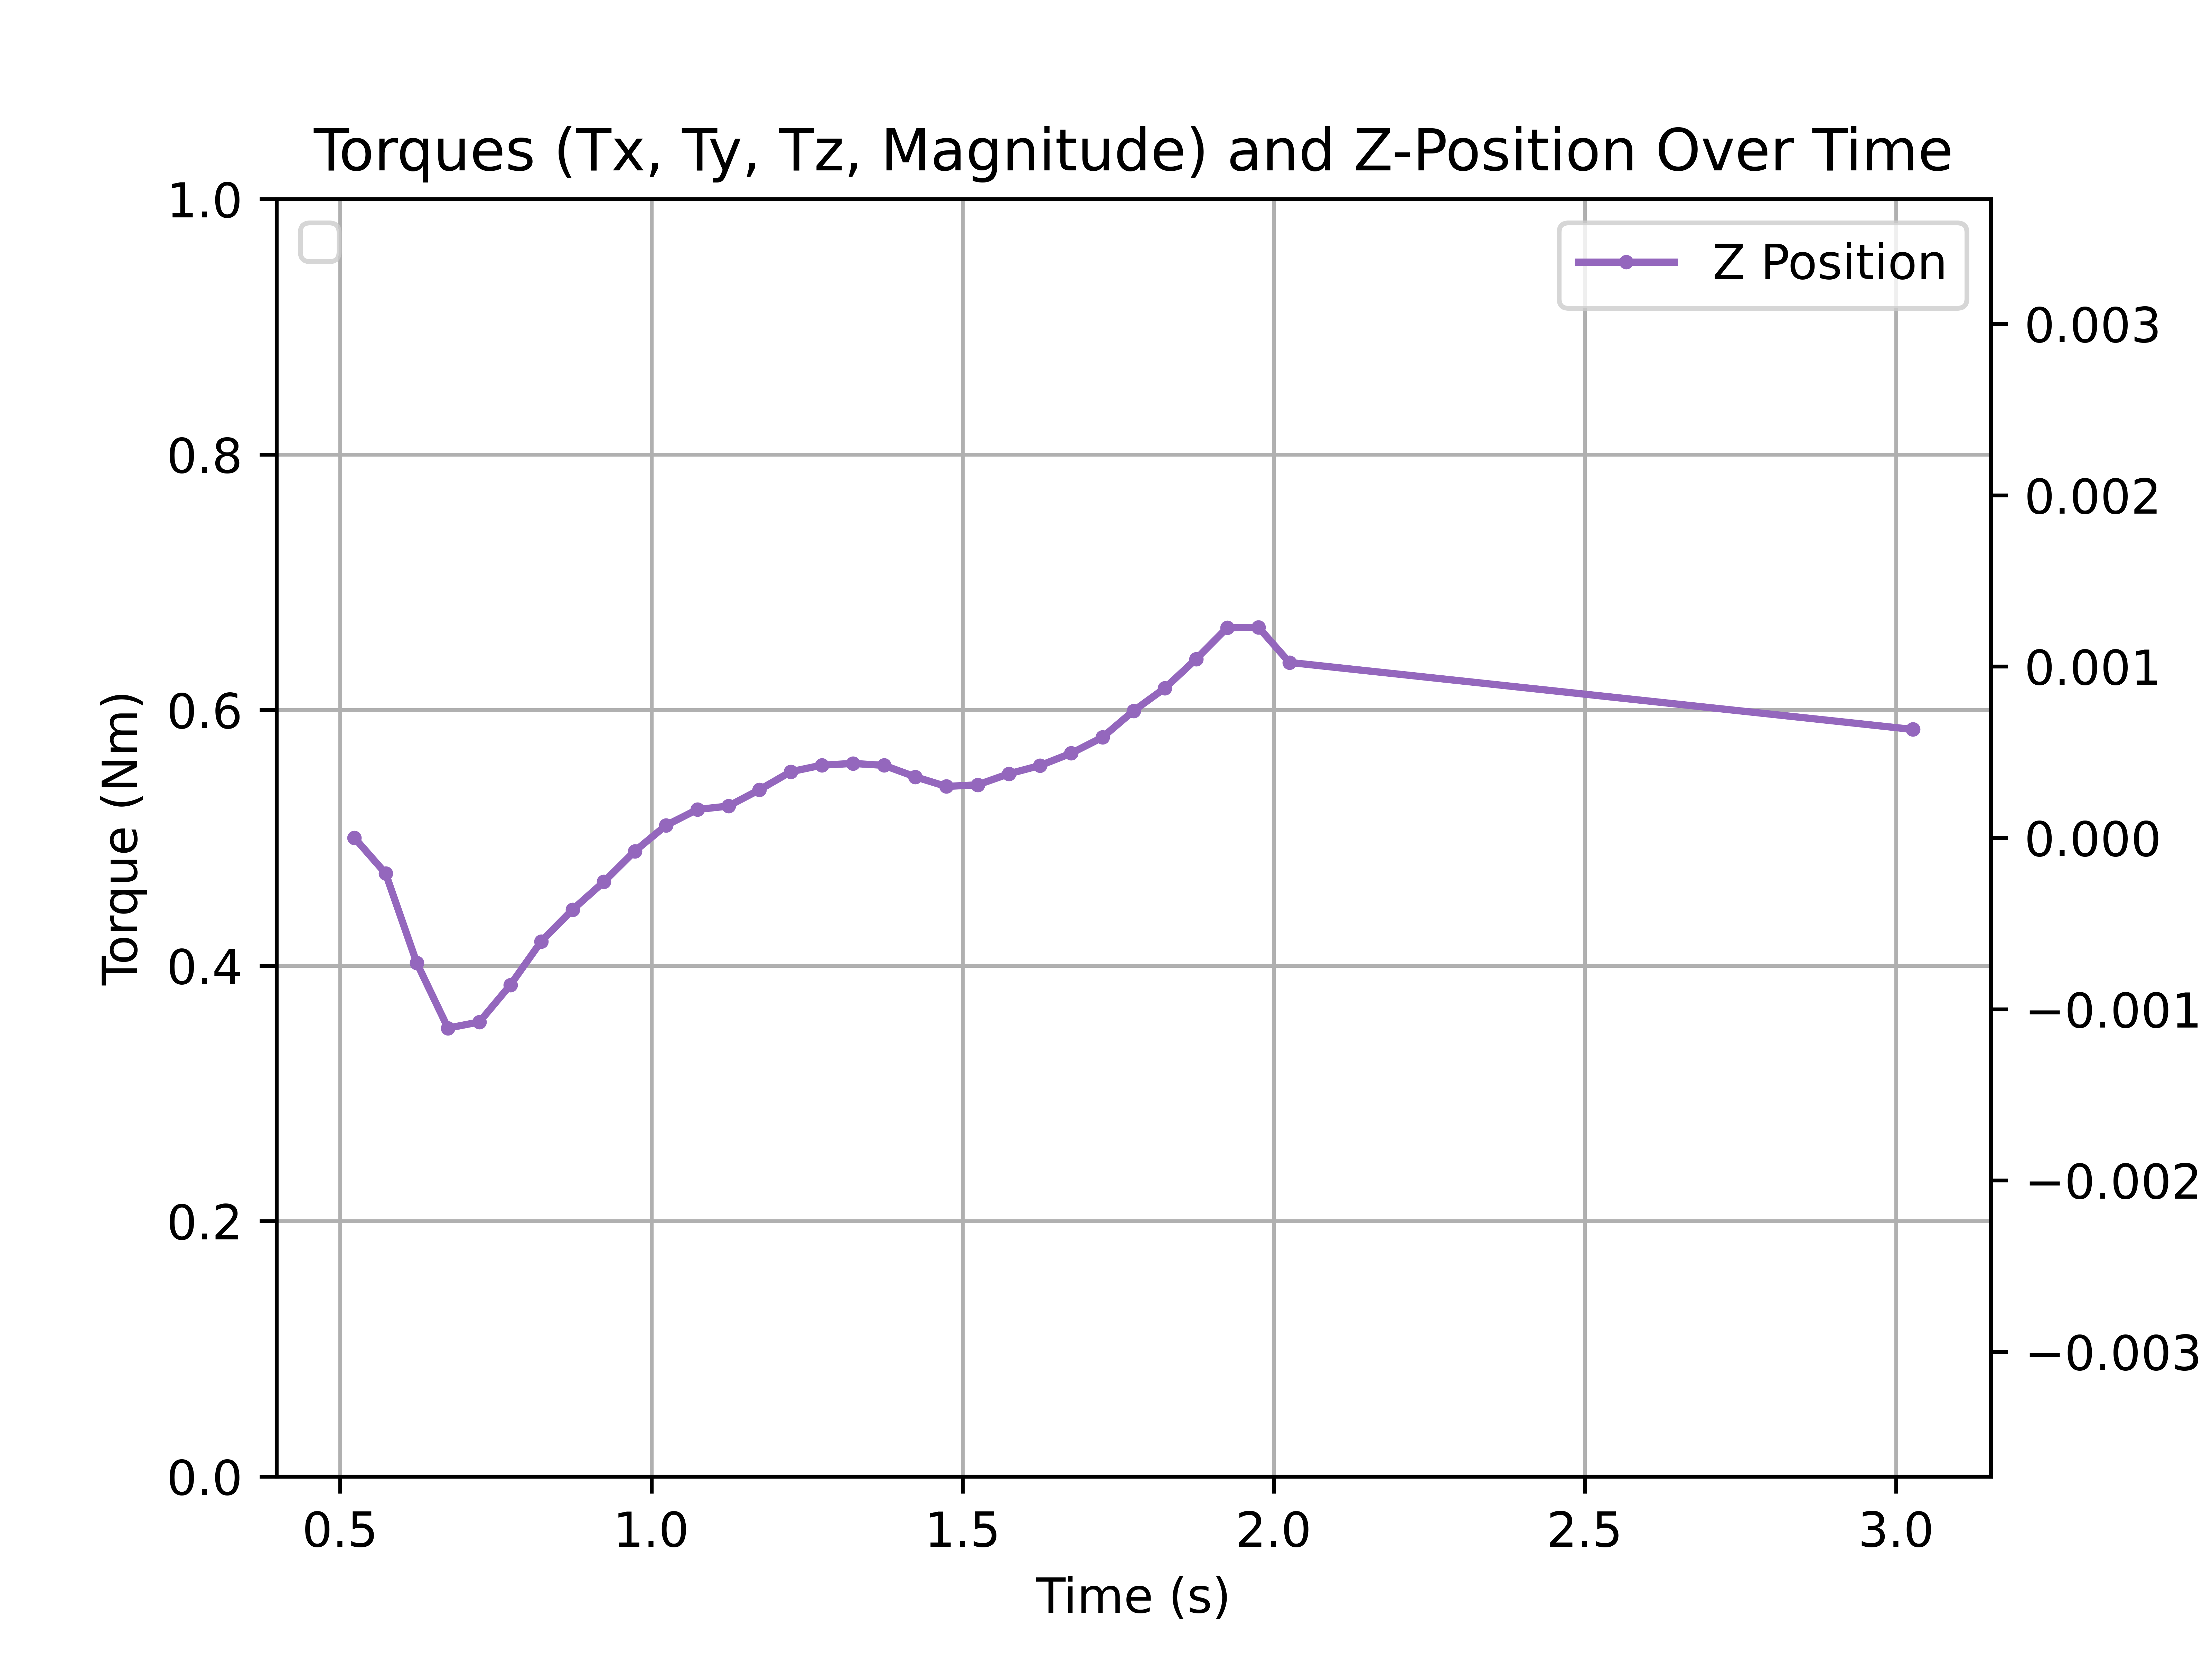 Torques (Tx, Ty, Tz, Magnitude) and Z-Position Over Time
Z Position
Torque (Nm)
1.0
0.8
0.6
0.4
0.2
0.0
0.003
0.002
0.001
0.000
−0.001
−0.002
−0.003
0.5 1.0 1.5 2.0 2.5 3.0
Time (s)